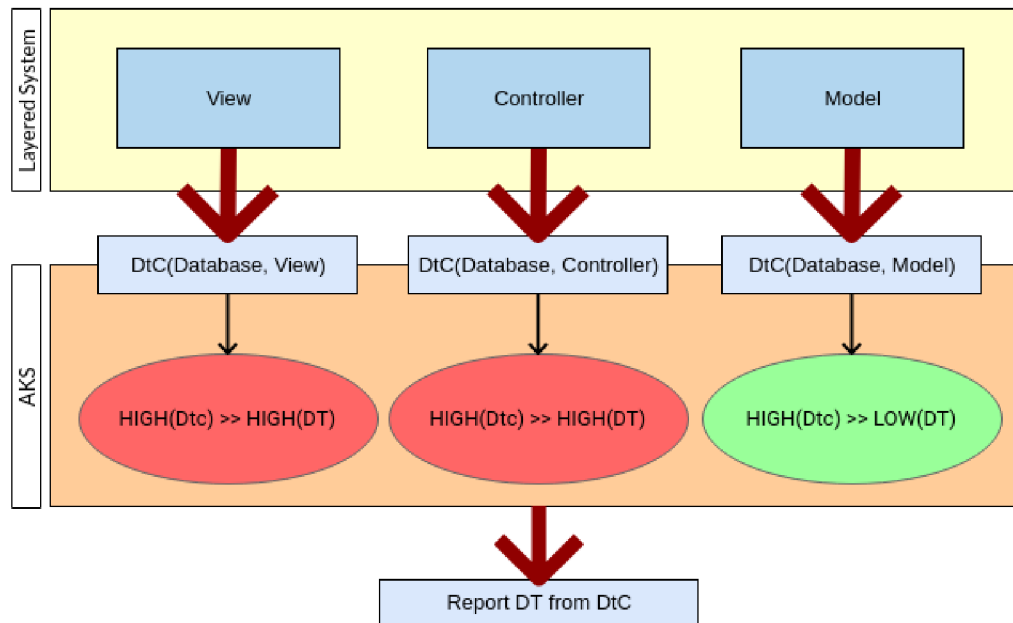 Layered System
View
Controller
Model
DtC(Database, View)
DtC(Database, Controller)
DtC(Database, Model)
AKS
HIGH(Dtc) >> HIGH(DT)
HIGH(Dtc) >> HIGH(DT)
HIGH(Dtc) >> LOW(DT)
Report DT from DtC